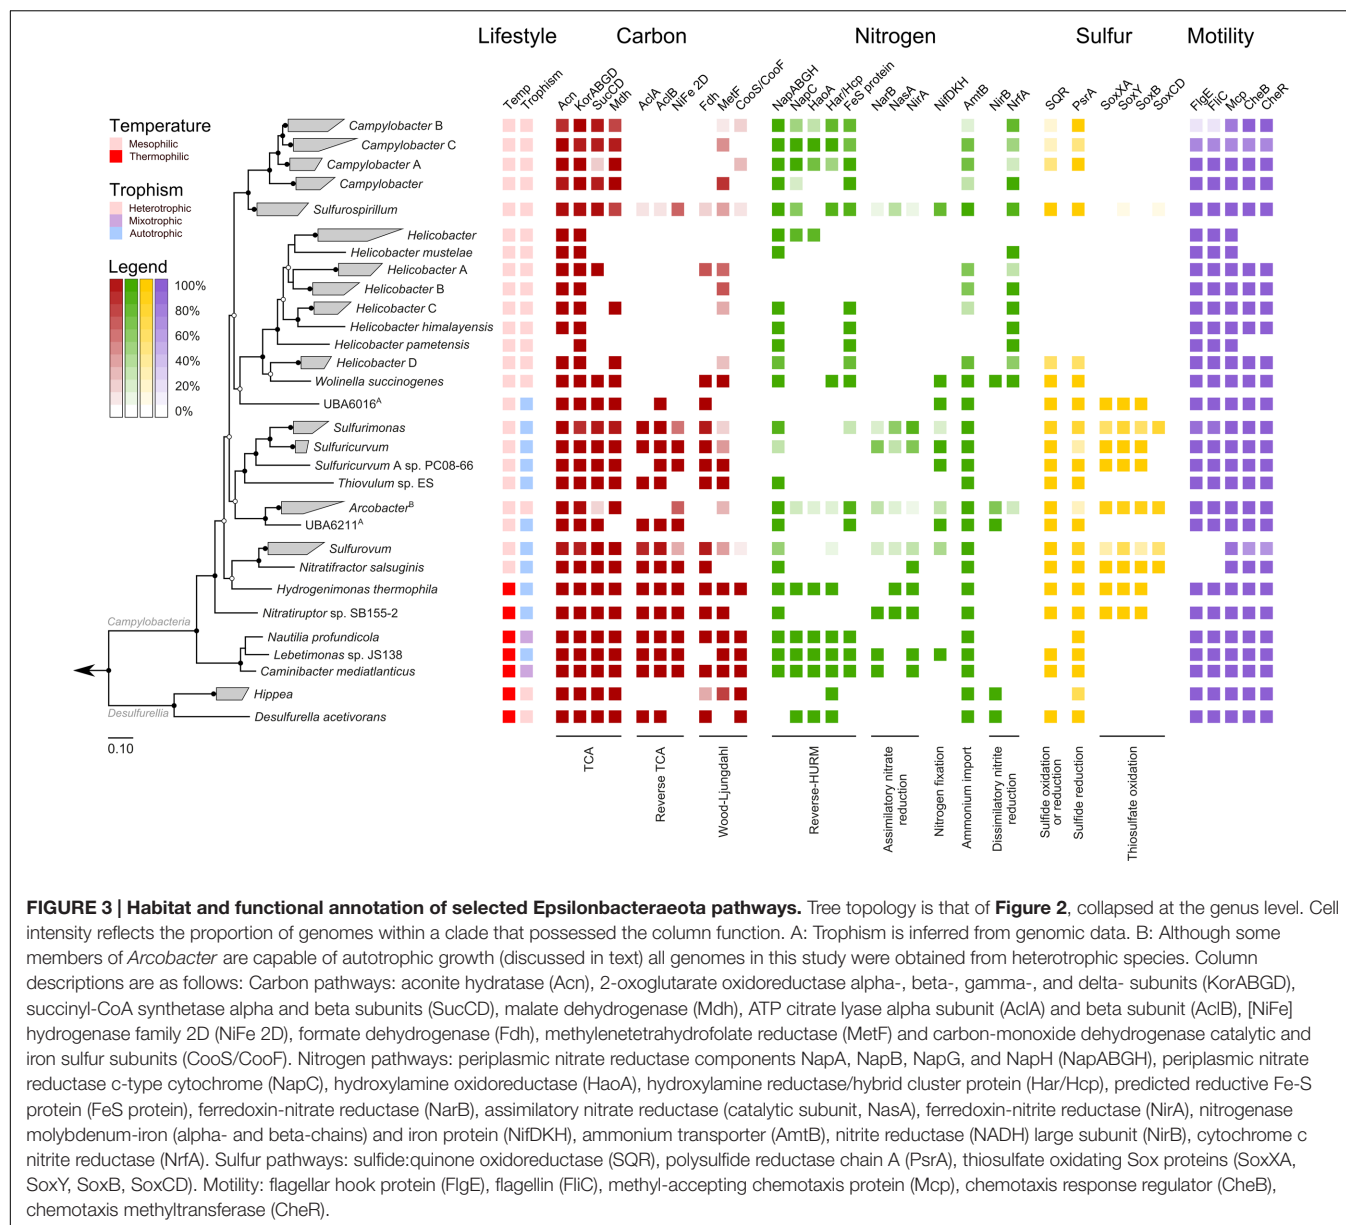 Lifestyle Carbon Nitrogen Sulfur Motility
Temp Trophism Acn KorABGD SucCD Mdh AclA AclB NiFe 2D Fdh MetF CooS/CooF NapABGH NapC HaoA Har/Hcp FeS protein NarB NasA NirA NifDKH AmtB NirB NrfA SQR PsrA SoxXA SoxY SoxB SoxCD FlgE FliC Mcp CheB CheR
Temperature
Mesophilic
Thermophilic
Trophism
Heterotrophic
Mixotrophic
Autotrophic
Legend
100%
80%
60%
40%
20%
0%
Campylobacter B
Campylobacter C
Campylobacter A
Campylobacter
Sulfurospirillum
Helicobacter
Helicobacter mustelae
Helicobacter A
Helicobacter B
Helicobacter C
Helicobacter himalayensis
Helicobacter pametensis
Helicobacter D
Wolinella succinogenes
UBA6016A
Sulfurimonas
Sulfuricurvum
Sulfuricurvum A sp. PC08-66
Thiovulum sp. ES
ArcobacterB
UBA6211A
Sulfurovum
Nitratifractor salsuginis
Hydrogenimonas thermophila
Nitratiruptor sp. SB155-2
Campylobacteria
Nautilia profundicola
Lebetimonas sp. JS138
Caminibacter mediatlanticus
Hippea
Desulfurellia
Desulfurella acetivorans
0.10
TCA
Reverse TCA
Wood-Ljungdahl
Reverse-HURM
Assimilatory nitrate
reduction
Nitrogen fixation
Ammonium import
Dissimilatory nitrite
reduction
Sulfide oxidation
or reduction
Sulfide reduction
Thiosulfate oxidation
FIGURE 3 | Habitat and functional annotation of selected Epsilonbacteraeota pathways. Tree topology is that of Figure 2, collapsed at the genus level. Cell
intensity reflects the proportion of genomes within a clade that possessed the column function. A: Trophism is inferred from genomic data. B: Although some
members of Arcobacter are capable of autotrophic growth (discussed in text) all genomes in this study were obtained from heterotrophic species. Column
descriptions are as follows: Carbon pathways: aconite hydratase (Acn), 2-oxoglutarate oxidoreductase alpha-, beta-, gamma-, and delta- subunits (KorABGD),
succinyl-CoA synthetase alpha and beta subunits (SucCD), malate dehydrogenase (Mdh), ATP citrate lyase alpha subunit (AclA) and beta subunit (AclB), [NiFe]
hydrogenase family 2D (NiFe 2D), formate dehydrogenase (Fdh), methylenetetrahydrofolate reductase (MetF) and carbon-monoxide dehydrogenase catalytic and
iron sulfur subunits (CooS/CooF). Nitrogen pathways: periplasmic nitrate reductase components NapA, NapB, NapG, and NapH (NapABGH), periplasmic nitrate
reductase c-type cytochrome (NapC), hydroxylamine oxidoreductase (HaoA), hydroxylamine reductase/hybrid cluster protein (Har/Hcp), predicted reductive Fe-S
protein (FeS protein), ferredoxin-nitrate reductase (NarB), assimilatory nitrate reductase (catalytic subunit, NasA), ferredoxin-nitrite reductase (NirA), nitrogenase
molybdenum-iron (alpha- and beta-chains) and iron protein (NifDKH), ammonium transporter (AmtB), nitrite reductase (NADH) large subunit (NirB), cytochrome c
nitrite reductase (NrfA). Sulfur pathways: sulfide:quinone oxidoreductase (SQR), polysulfide reductase chain A (PsrA), thiosulfate oxidating Sox proteins (SoxXA,
SoxY, SoxB, SoxCD). Motility: flagellar hook protein (FlgE), flagellin (FliC), methyl-accepting chemotaxis protein (Mcp), chemotaxis response regulator (CheB),
chemotaxis methyltransferase (CheR).